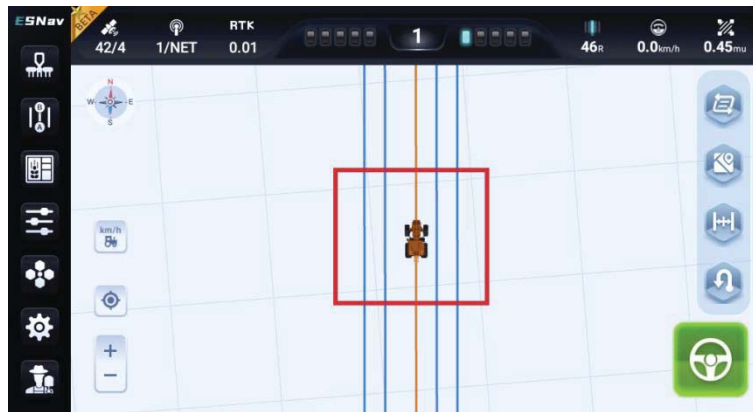 ESNav
BETA
42/4
1/NET
RTK
0.01
1
46R
0.0km/h
0.45mu
B
A
N
W
E
S
km/h
+
−